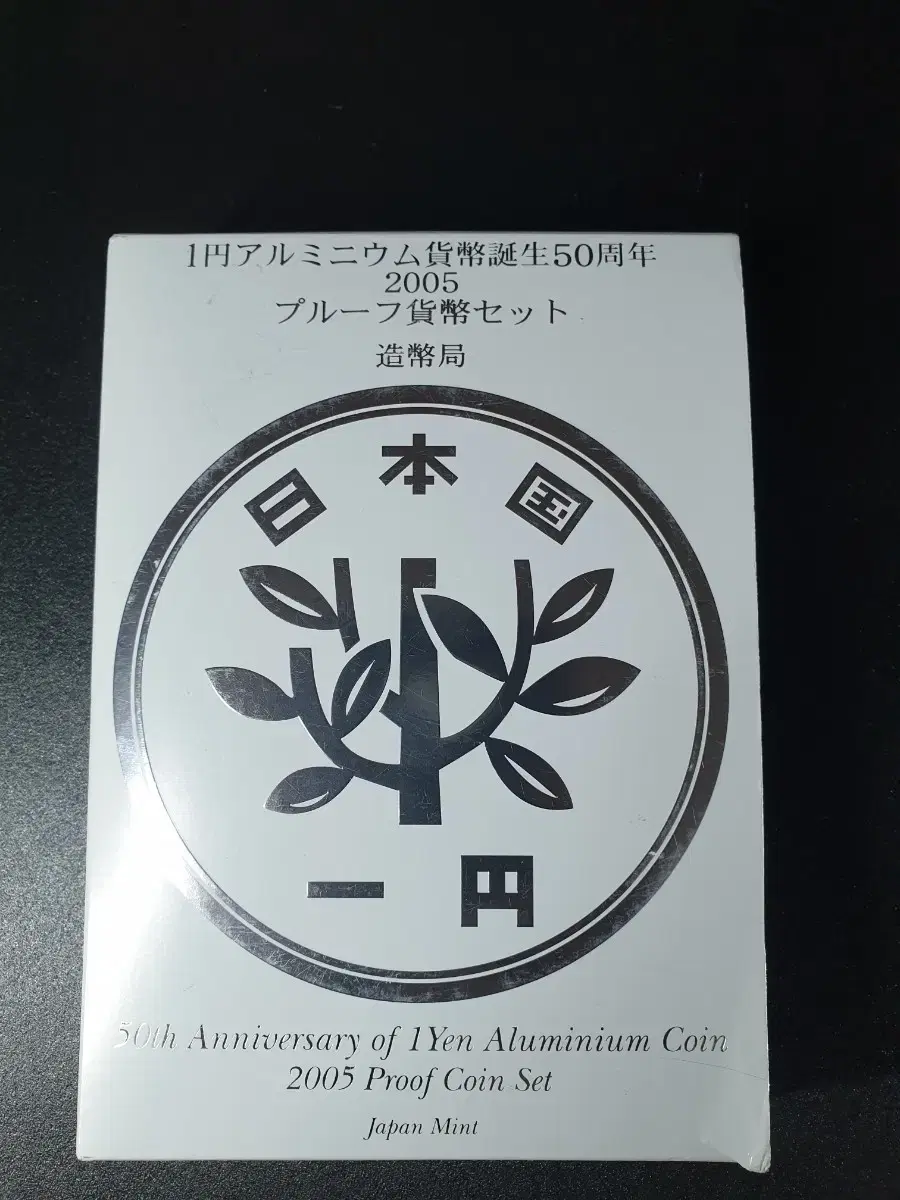 1円アルミニウム貨幣誕生50周年
2005
プルーフ貨幣セット
造幣局
日本国
一円
50th Anniversary of 1Yen Aluminium Coin
2005 Proof Coin Set
Japan Mint